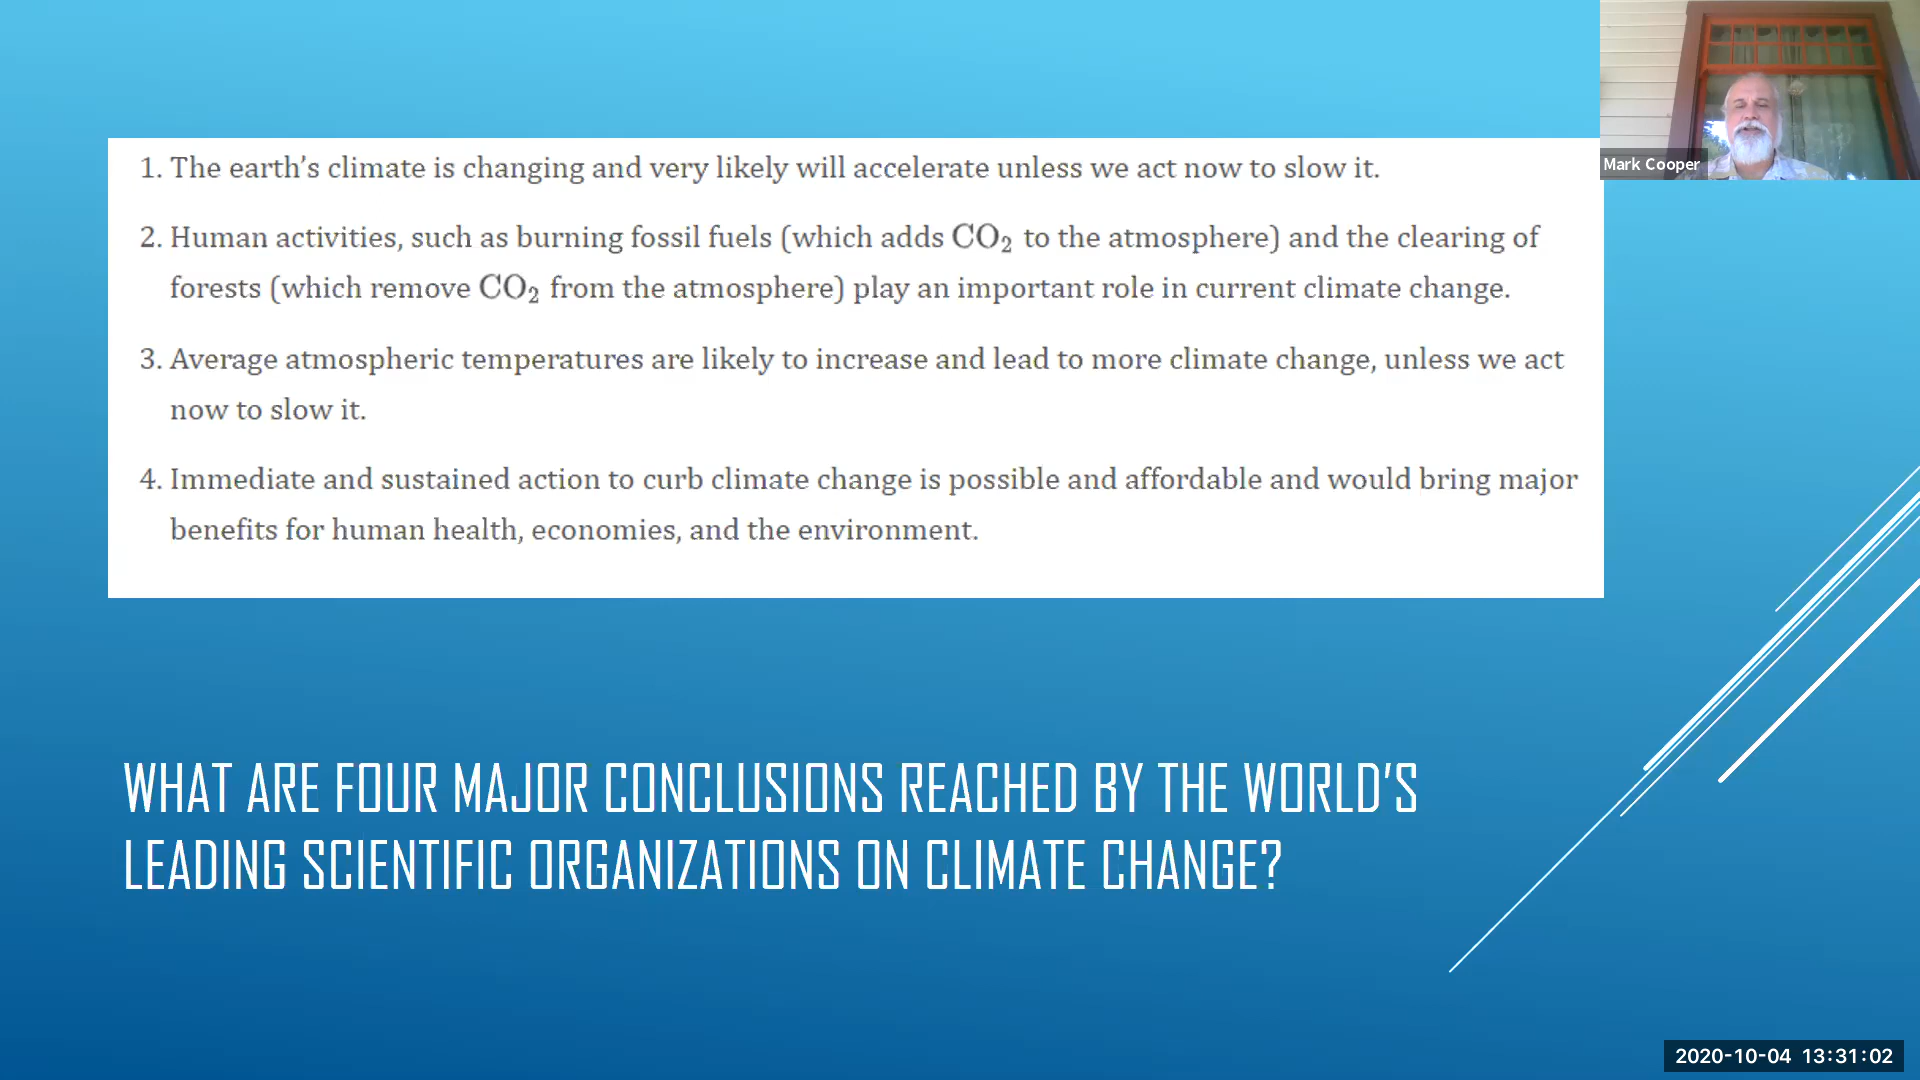 1. The earth’s climate is changing and very likely will accelerate unless we act now to slow it.
2. Human activities, such as burning fossil fuels (which adds CO₂ to the atmosphere) and the clearing of
forests (which remove CO₂ from the atmosphere) play an important role in current climate change.
3. Average atmospheric temperatures are likely to increase and lead to more climate change, unless we act
now to slow it.
4. Immediate and sustained action to curb climate change is possible and affordable and would bring major
benefits for human health, economies, and the environment.
Mark Cooper
WHAT ARE FOUR MAJOR CONCLUSIONS REACHED BY THE WORLD’S
LEADING SCIENTIFIC ORGANIZATIONS ON CLIMATE CHANGE?
2020-10-04 13:31:02